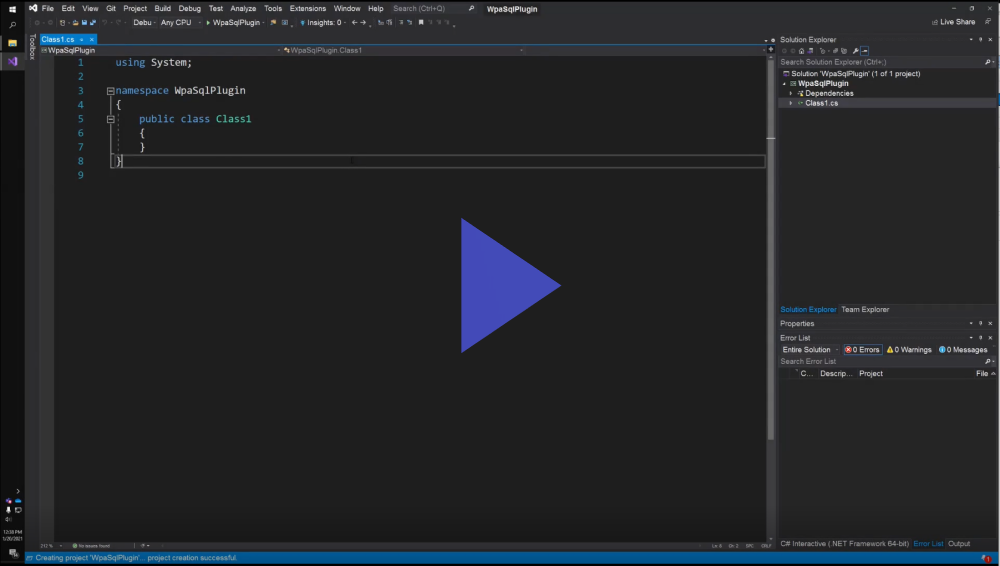 File Edit View Git Project Build Debug Test Analyze Tools Extensions Window Help Search (Ctrl+Q) WpaSqlPlugin
Debu Any CPU WpaSqlPlugin Insights: 0 Live Share
Toolbox
Class1.cs
WpaSqlPlugin WpaSqlPlugin.Class1
1 using System;
2
3 namespace WpaSqlPlugin
4 {
5 public class Class1
6 {
7 }
8 }
9
Solution Explorer
Search Solution Explorer (Ctrl+;)
Solution 'WpaSqlPlugin' (1 of 1 project)
WpaSqlPlugin
Dependencies
Class1.cs
Solution Explorer Team Explorer
Properties
Error List
Entire Solution 0 Errors 0 Warnings 0 Messages
Search Error List
C... Descrip... Project File
C# Interactive (.NET Framework 64-bit) Error List Output
212 % No issues found Ln: 8 Ch: 2 SPC CRLF
Creating project 'WpaSqlPlugin'... project creation successful.
12:36 PM
1/20/2021